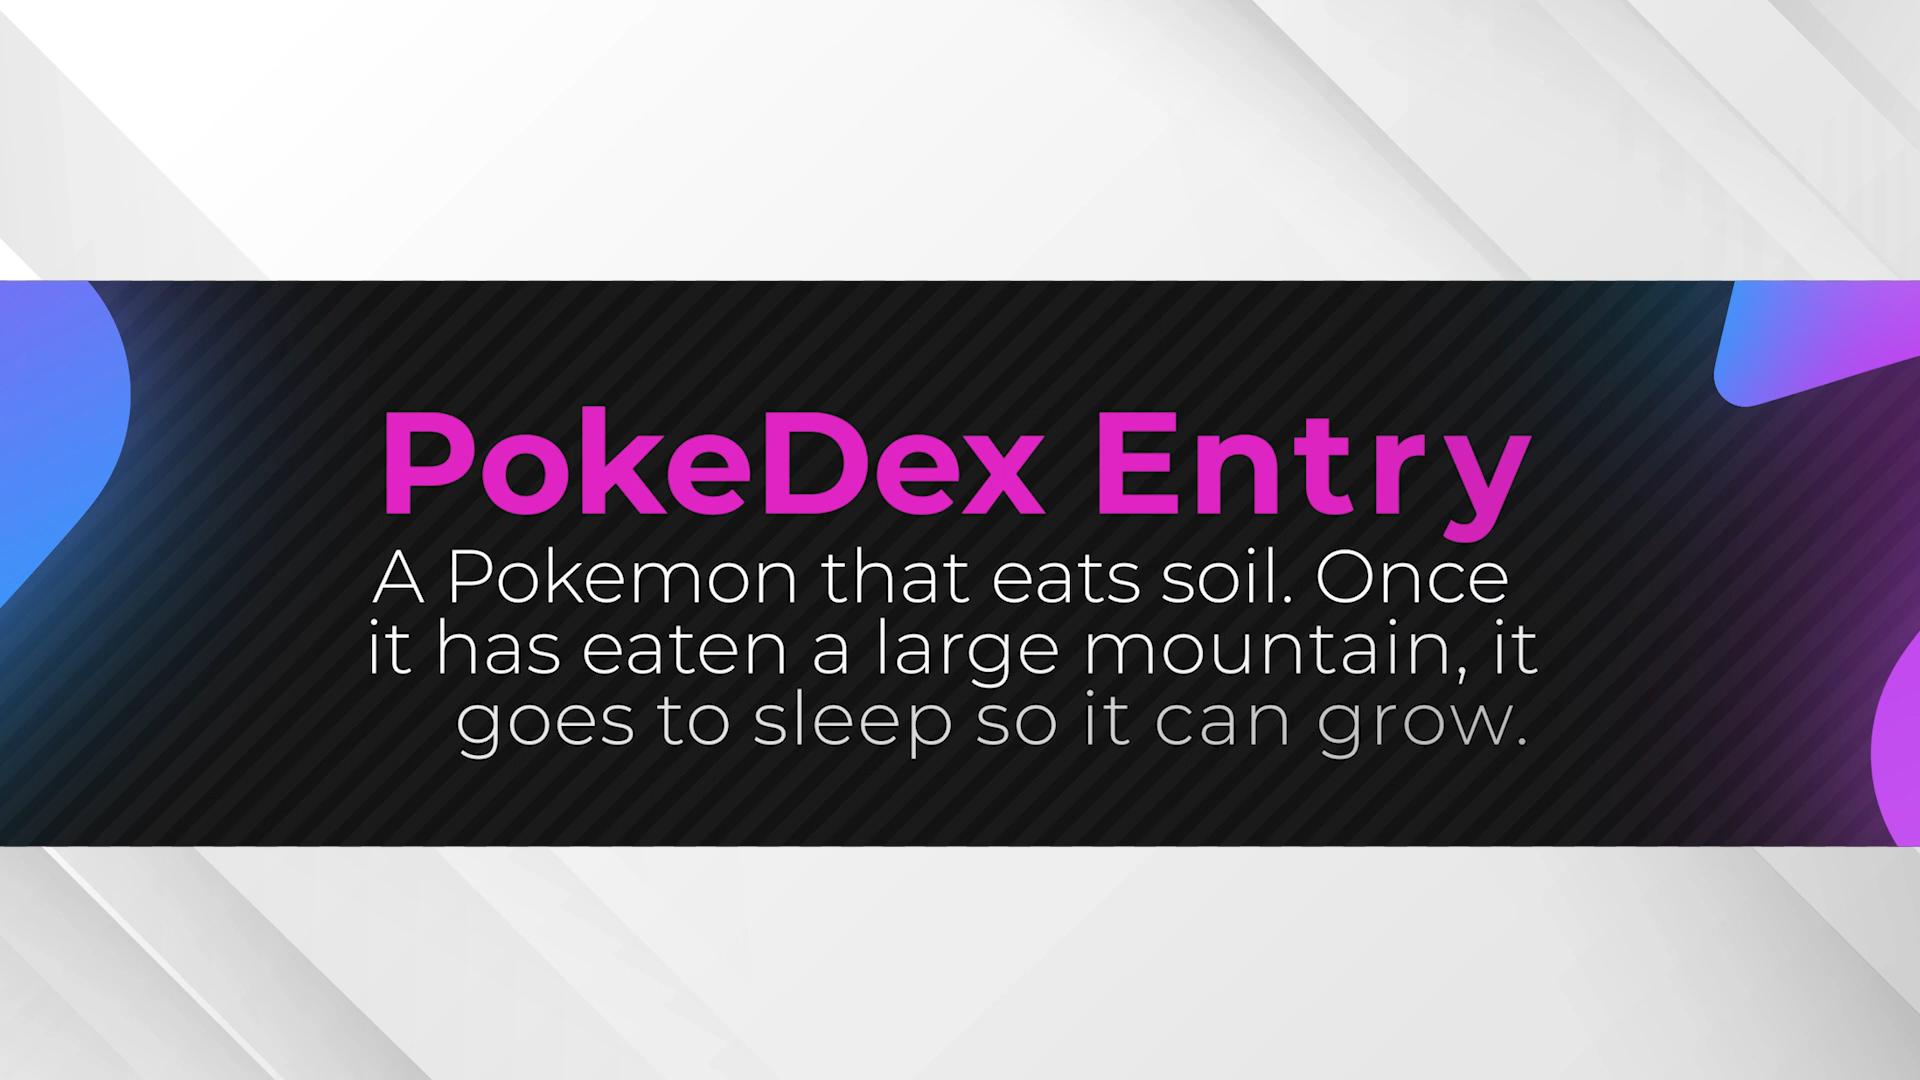 PokeDex Entry
A Pokemon that eats soil. Once
it has eaten a large mountain, it
goes to sleep so it can grow.